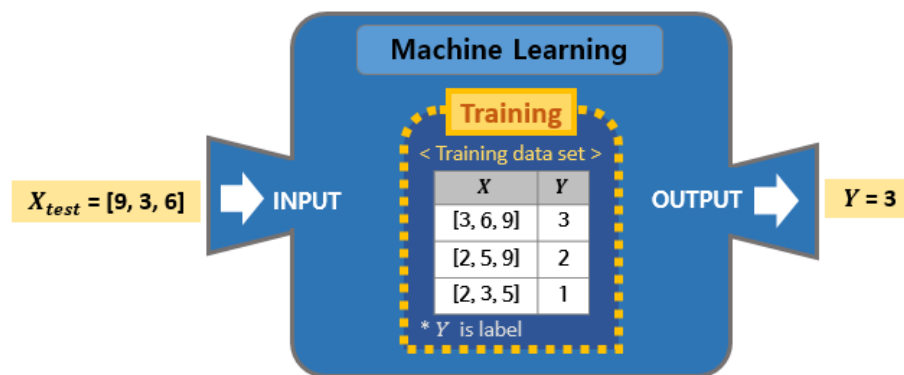 Machine Learning
Training
< Training data set >
X Y
[3, 6, 9] 3
[2, 5, 9] 2
[2, 3, 5] 1
* Y is label
X_test = [9, 3, 6]
INPUT
OUTPUT
Y = 3